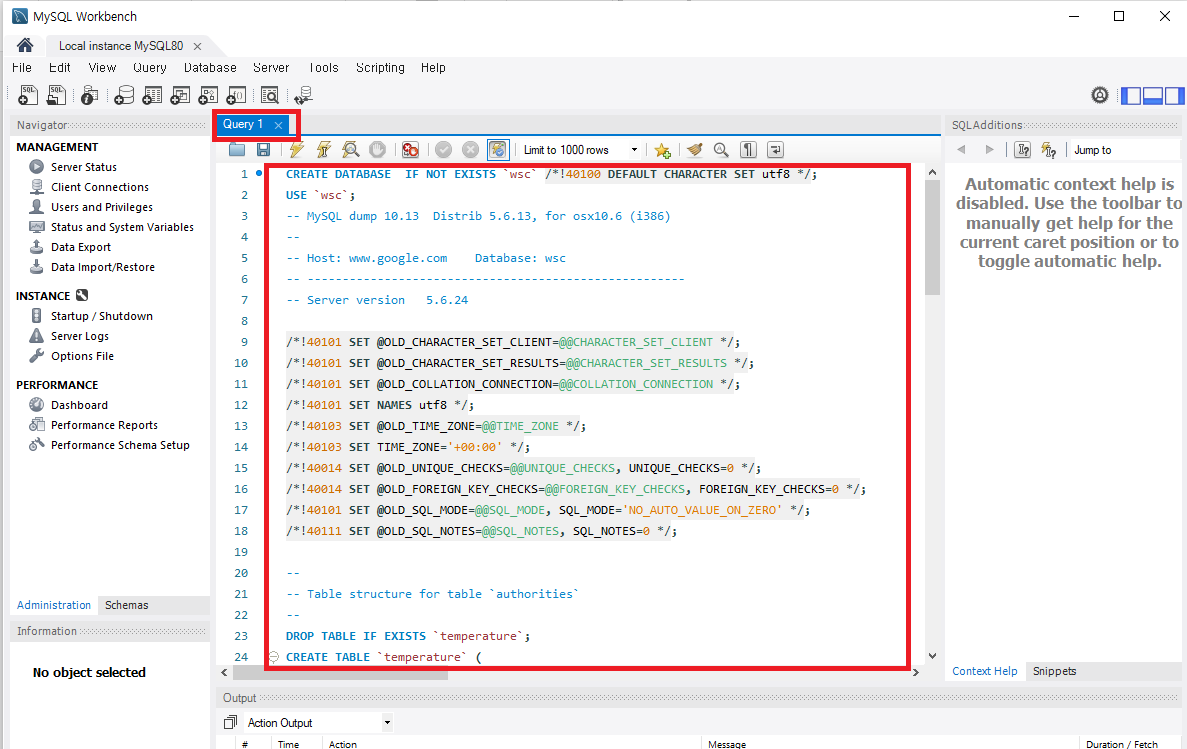 MySQL Workbench
Local instance MySQL80
File Edit View Query Database Server Tools Scripting Help
Navigator
MANAGEMENT
Server Status
Client Connections
Users and Privileges
Status and System Variables
Data Export
Data Import/Restore
INSTANCE
Startup / Shutdown
Server Logs
Options File
PERFORMANCE
Dashboard
Performance Reports
Performance Schema Setup
Administration Schemas
Information
No object selected
Query 1
Limit to 1000 rows
1 CREATE DATABASE  IF NOT EXISTS `wsc` /*!40100 DEFAULT CHARACTER SET utf8 */;
2 USE `wsc`;
3 -- MySQL dump 10.13  Distrib 5.6.13, for osx10.6 (i386)
4 --
5 -- Host: www.google.com    Database: wsc
6 -- ------------------------------------------------------
7 -- Server version   5.6.24
8
9 /*!40101 SET @OLD_CHARACTER_SET_CLIENT=@@CHARACTER_SET_CLIENT */;
10 /*!40101 SET @OLD_CHARACTER_SET_RESULTS=@@CHARACTER_SET_RESULTS */;
11 /*!40101 SET @OLD_COLLATION_CONNECTION=@@COLLATION_CONNECTION */;
12 /*!40101 SET NAMES utf8 */;
13 /*!40103 SET @OLD_TIME_ZONE=@@TIME_ZONE */;
14 /*!40103 SET TIME_ZONE='+00:00' */;
15 /*!40014 SET @OLD_UNIQUE_CHECKS=@@UNIQUE_CHECKS, UNIQUE_CHECKS=0 */;
16 /*!40014 SET @OLD_FOREIGN_KEY_CHECKS=@@FOREIGN_KEY_CHECKS, FOREIGN_KEY_CHECKS=0 */;
17 /*!40101 SET @OLD_SQL_MODE=@@SQL_MODE, SQL_MODE='NO_AUTO_VALUE_ON_ZERO' */;
18 /*!40111 SET @OLD_SQL_NOTES=@@SQL_NOTES, SQL_NOTES=0 */;
19
20 --
21 -- Table structure for table `authorities`
22 --
23 DROP TABLE IF EXISTS `temperature`;
24 CREATE TABLE `temperature` (
Output
Action Output
# Time Action Message Duration / Fetch
SQLAdditions
Jump to
Automatic context help is
disabled. Use the toolbar to
manually get help for the
current caret position or to
toggle automatic help.
Context Help Snippets